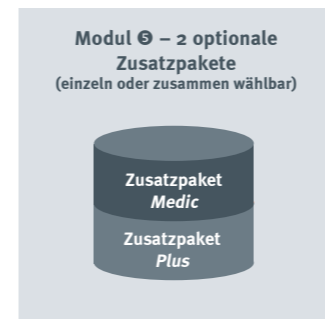 Modul ❺ – 2 optionale
Zusatzpakete
(einzeln oder zusammen wählbar)
Zusatzpaket
Medic
Zusatzpaket
Plus